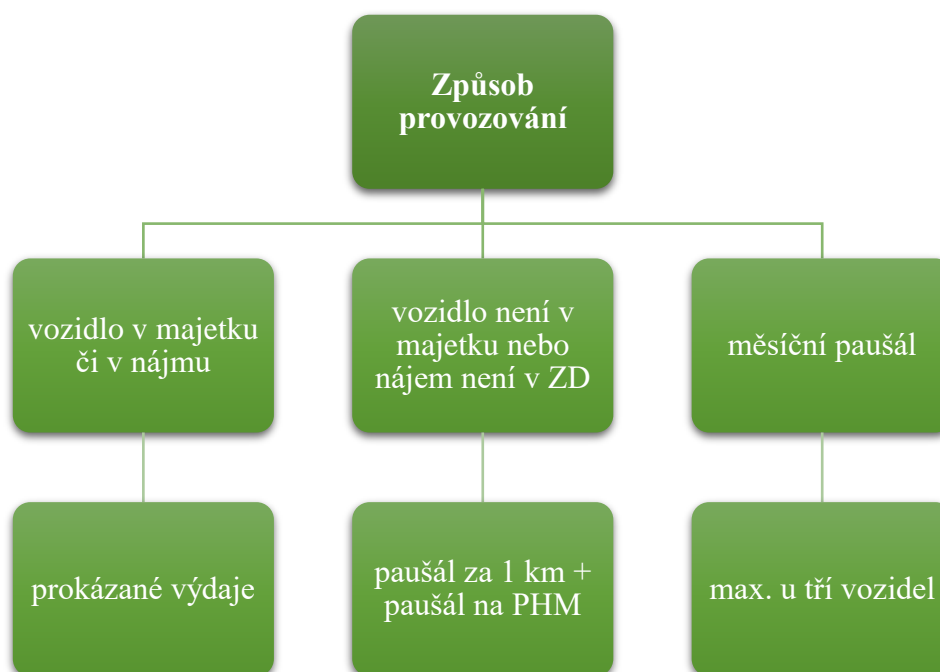 Způsob
provozování
vozidlo v majetku
či v nájmu
vozidlo není v
majetku nebo
nájem není v ZD
měsíční paušál
prokázané výdaje
paušál za 1 km +
paušál na PHM
max. u tří vozidel